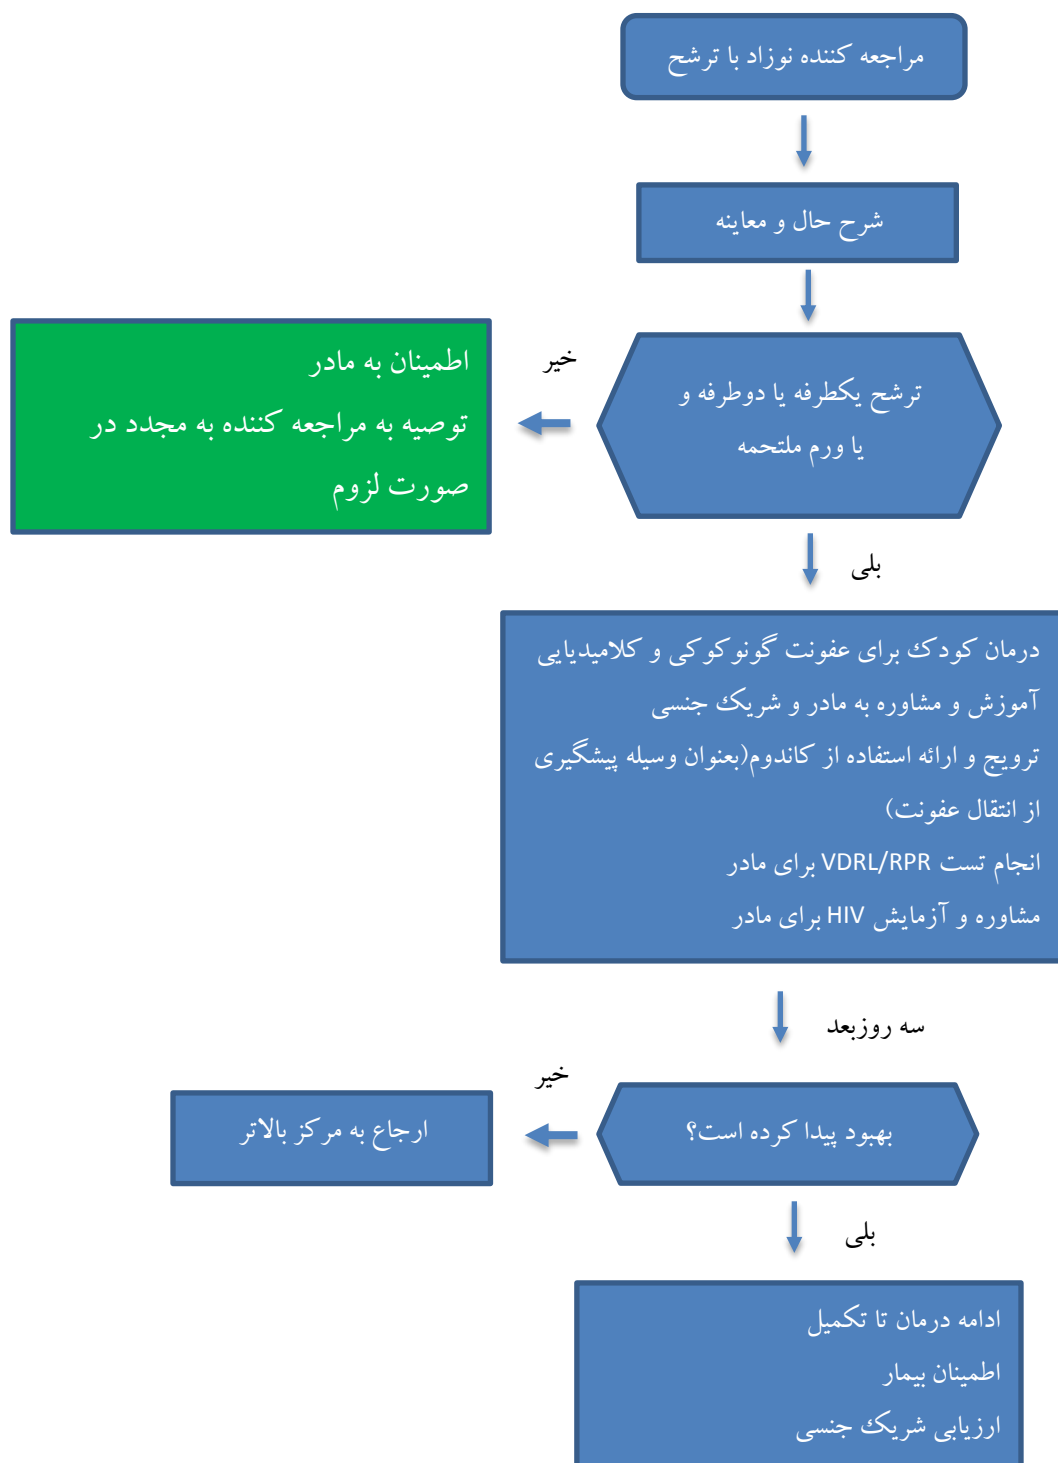 مراجعه کننده نوزاد با ترشح
شرح حال و معاینه
ترشح یکطرفه یا دوطرفه و
یا ورم ملتحمه
خیر
اطمینان به مادر
توصیه به مراجعه کننده به مجدد در
صورت لزوم
بلی
درمان کودک برای عفونت گونوکوکی و کلامیدیایی
آموزش و مشاوره به مادر و شریک جنسی
ترویج و ارائه استفاده از کاندوم(بعنوان وسیله پیشگیری
از انتقال عفونت)
انجام تست VDRL/RPR برای مادر
مشاوره و آزمایش HIV برای مادر
سه روزبعد
بهبود پیدا کرده است؟
خیر
ارجاع به مرکز بالاتر
بلی
ادامه درمان تا تکمیل
اطمینان بیمار
ارزیابی شریک جنسی